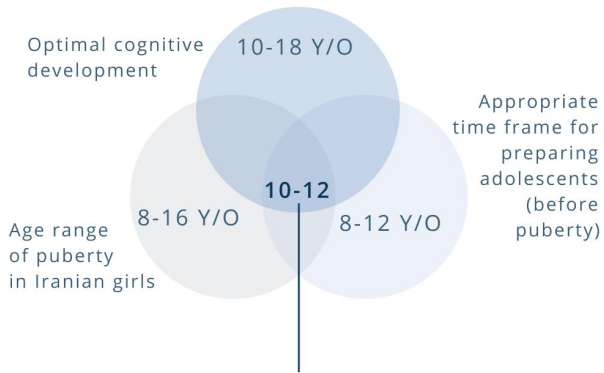 Optimal cognitive
development
10-18 Y/O
Appropriate
time frame for
preparing
adolescents
(before
puberty)
10-12
8-16 Y/O
8-12 Y/O
Age range
of puberty
in Iranian girls